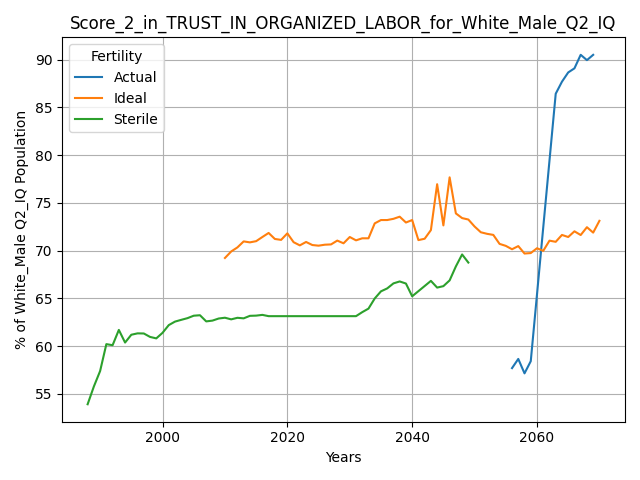 Score_2_in_TRUST_IN_ORGANIZED_LABOR_for_White_Male_Q2_IQ
Fertility
Actual
Ideal
Sterile
% of White_Male Q2_IQ Population
90
85
80
75
70
65
60
55
2000
2020
2040
2060
Years